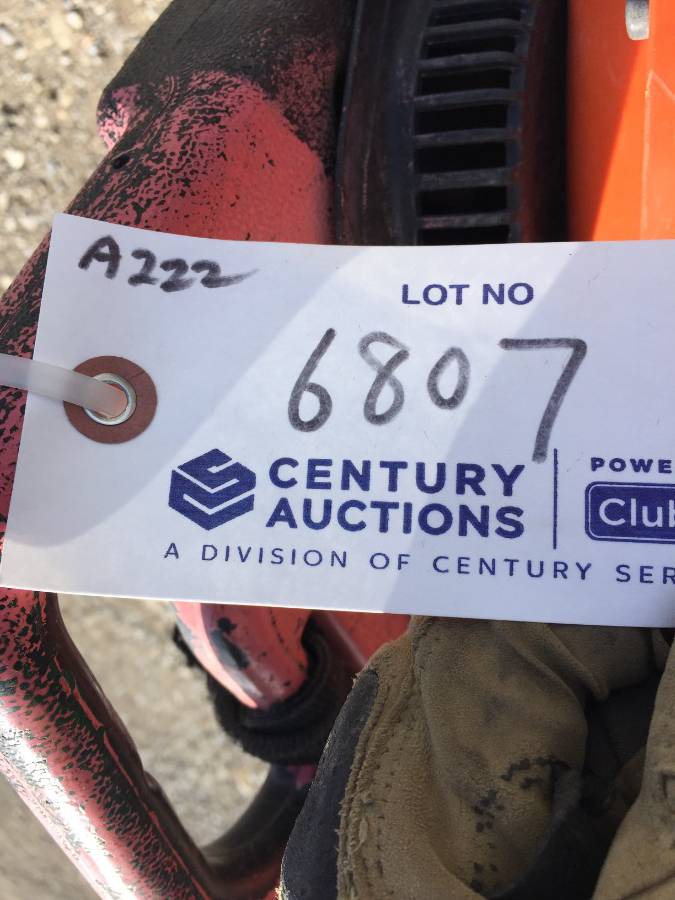 A222
LOT NO
6807
CENTURY
AUCTIONS
POWE
Club
A DIVISION OF CENTURY SER